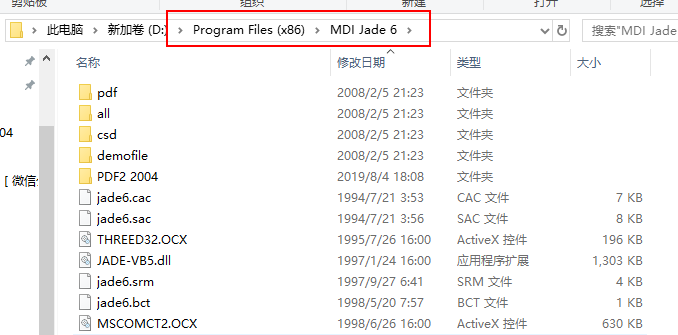 剪贴板 组织 新建 打开 选择
此电脑 新加卷 (D:) Program Files (x86) MDI Jade 6 搜索"MDI Jade
名称 修改日期 类型 大小
pdf 2008/2/5 21:23 文件夹
all 2008/2/5 21:23 文件夹
csd 2008/2/5 21:23 文件夹
demofile 2008/2/5 21:23 文件夹
04
PDF2 2004 2019/8/4 18:08 文件夹
[ 微信 jade6.cac 1994/7/21 3:53 CAC 文件 7 KB
jade6.sac 1994/7/21 3:56 SAC 文件 8 KB
THREED32.OCX 1995/7/26 16:00 ActiveX 控件 196 KB
JADE-VB5.dll 1997/1/24 16:00 应用程序扩展 1,303 KB
jade6.srm 1997/9/27 6:41 SRM 文件 4 KB
jade6.bct 1998/5/20 7:57 BCT 文件 1 KB
MSCOMCT2.OCX 1998/6/26 16:00 ActiveX 控件 630 KB